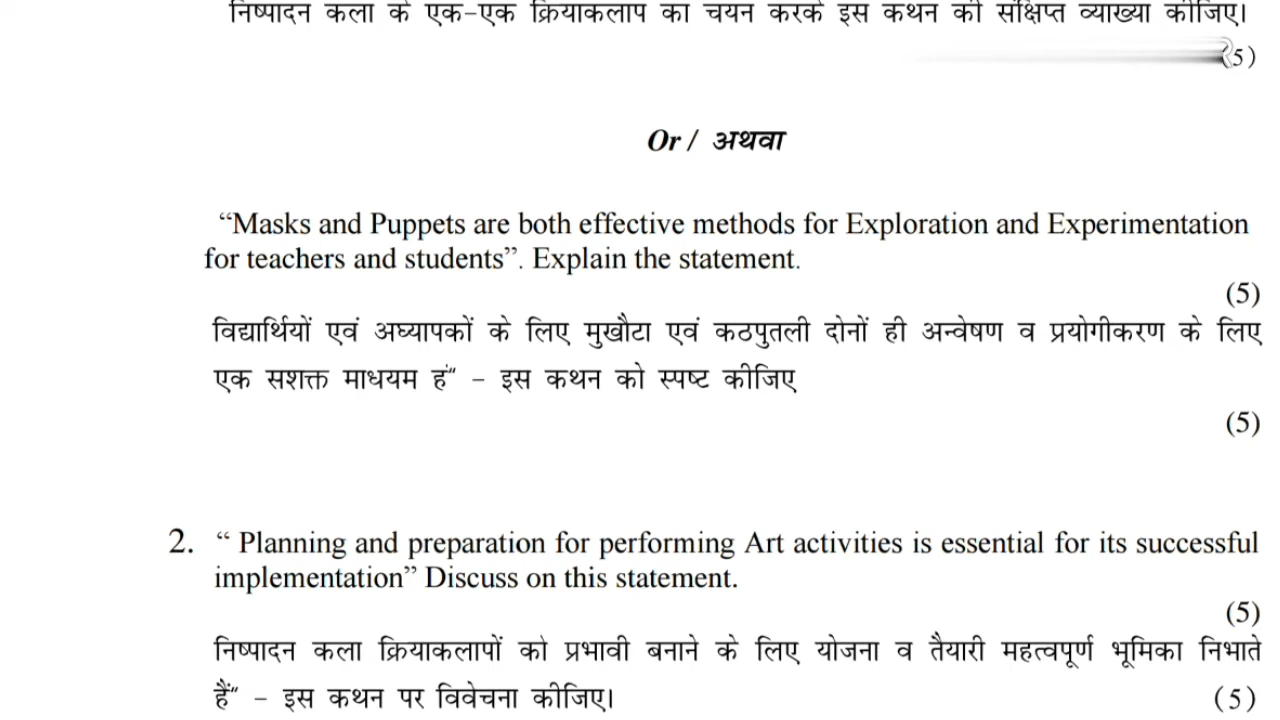 निष्पादन कला के एक-एक क्रियाकलाप का चयन करके इस कथन की संक्षिप्त व्याख्या कीजिए।
(5)
Or / अथवा
“Masks and Puppets are both effective methods for Exploration and Experimentation
for teachers and students”. Explain the statement.
(5)
विद्यार्थियों एवं अध्यापकों के लिए मुखौटा एवं कठपुतली दोनों ही अन्वेषण व प्रयोगीकरण के लिए
एक सशक्त माध्यम हं” – इस कथन को स्पष्ट कीजिए
(5)
2. “ Planning and preparation for performing Art activities is essential for its successful
implementation” Discuss on this statement.
(5)
निष्पादन कला क्रियाकलापों को प्रभावी बनाने के लिए योजना व तैयारी महत्वपूर्ण भूमिका निभाते
हैं” – इस कथन पर विवेचना कीजिए। (5)